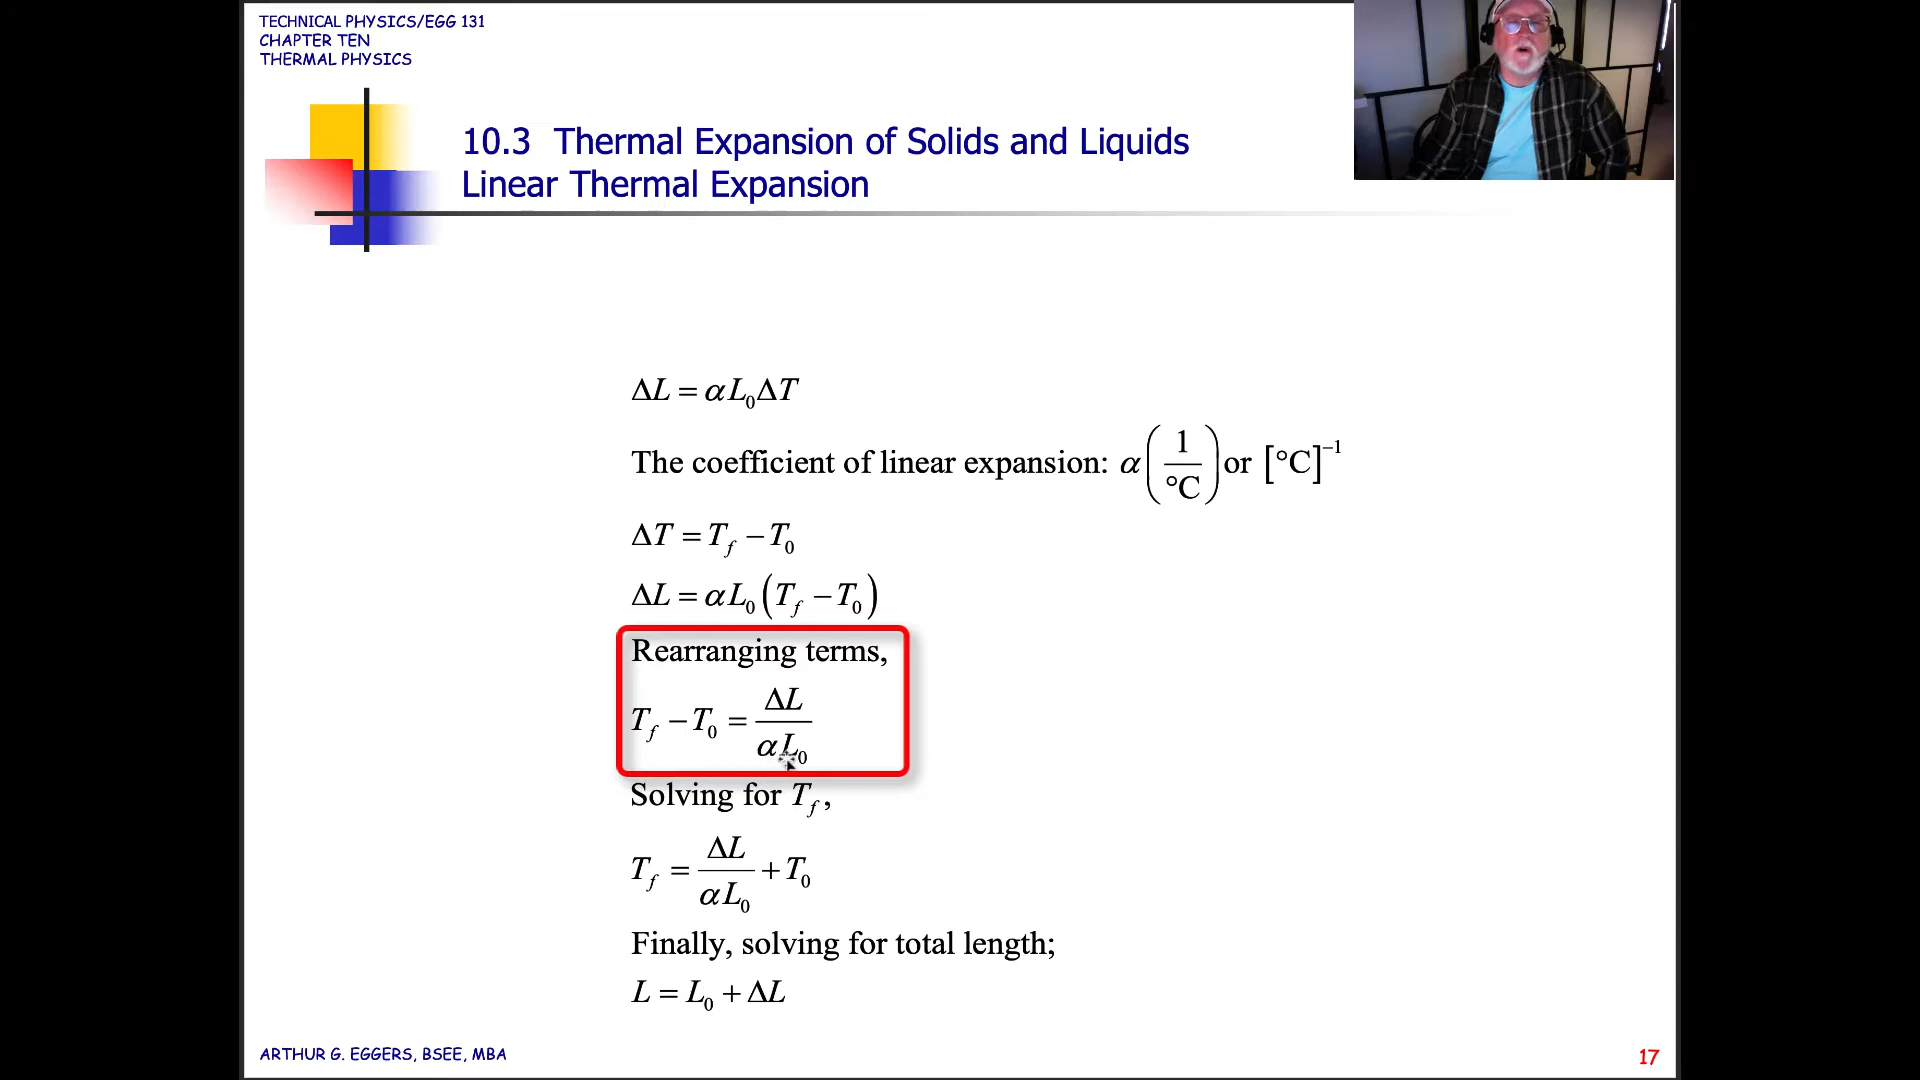 TECHNICAL PHYSICS/EGG 131
CHAPTER TEN
THERMAL PHYSICS
10.3 Thermal Expansion of Solids and Liquids
Linear Thermal Expansion
ΔL = αL₀ΔT
The coefficient of linear expansion: α(1/°C) or [°C]⁻¹
ΔT = T_f − T₀
ΔL = αL₀(T_f − T₀)
Rearranging terms,
T_f − T₀ = ΔL/αL₀
Solving for T_f,
T_f = ΔL/αL₀ + T₀
Finally, solving for total length;
L = L₀ + ΔL
ARTHUR G. EGGERS, BSEE, MBA
17